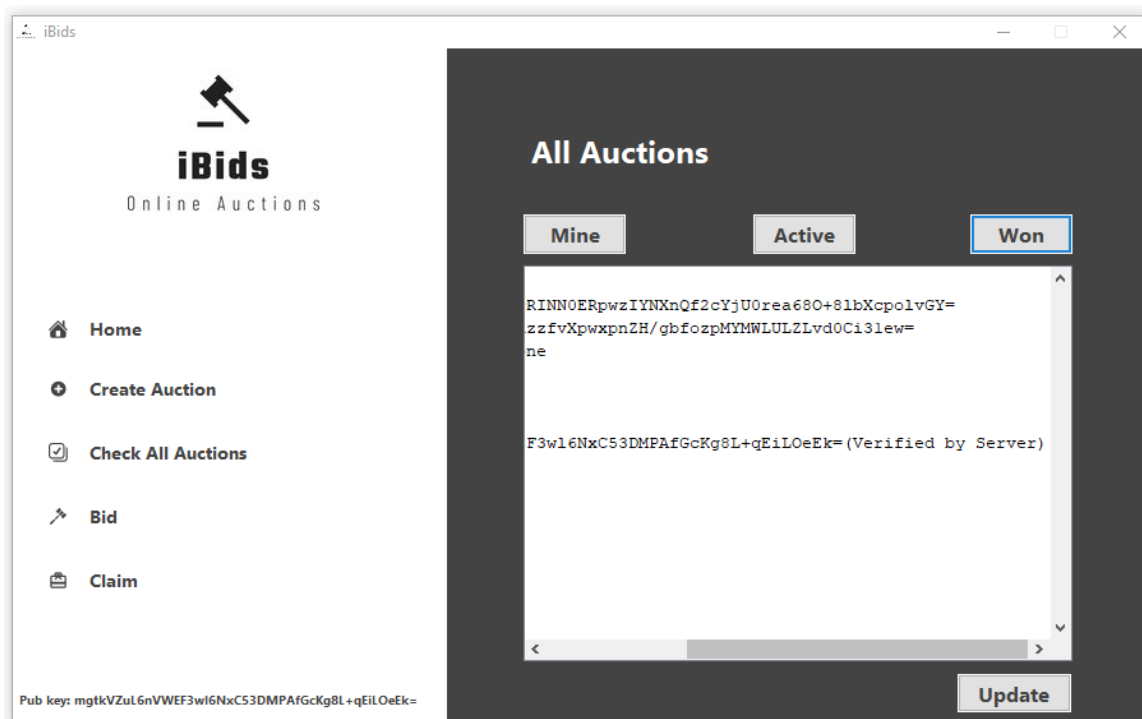 iBids
iBids
Online Auctions
Home
Create Auction
Check All Auctions
Bid
Claim
Pub key: mgtkVZuL6nVWEF3wl6NxC53DMPAfGcKg8L+qEiLOeEk=
All Auctions
Mine
Active
Won
RINN0ERpwzIYNXnQf2cYjU0rea68O+8lbXcpolvGY=
zzfvXpwxpnZH/gbfozpMYMWLULZLvd0Ci3lew=
ne
F3wl6NxC53DMPAfGcKg8L+qEiLOeEk=(Verified by Server)
Update